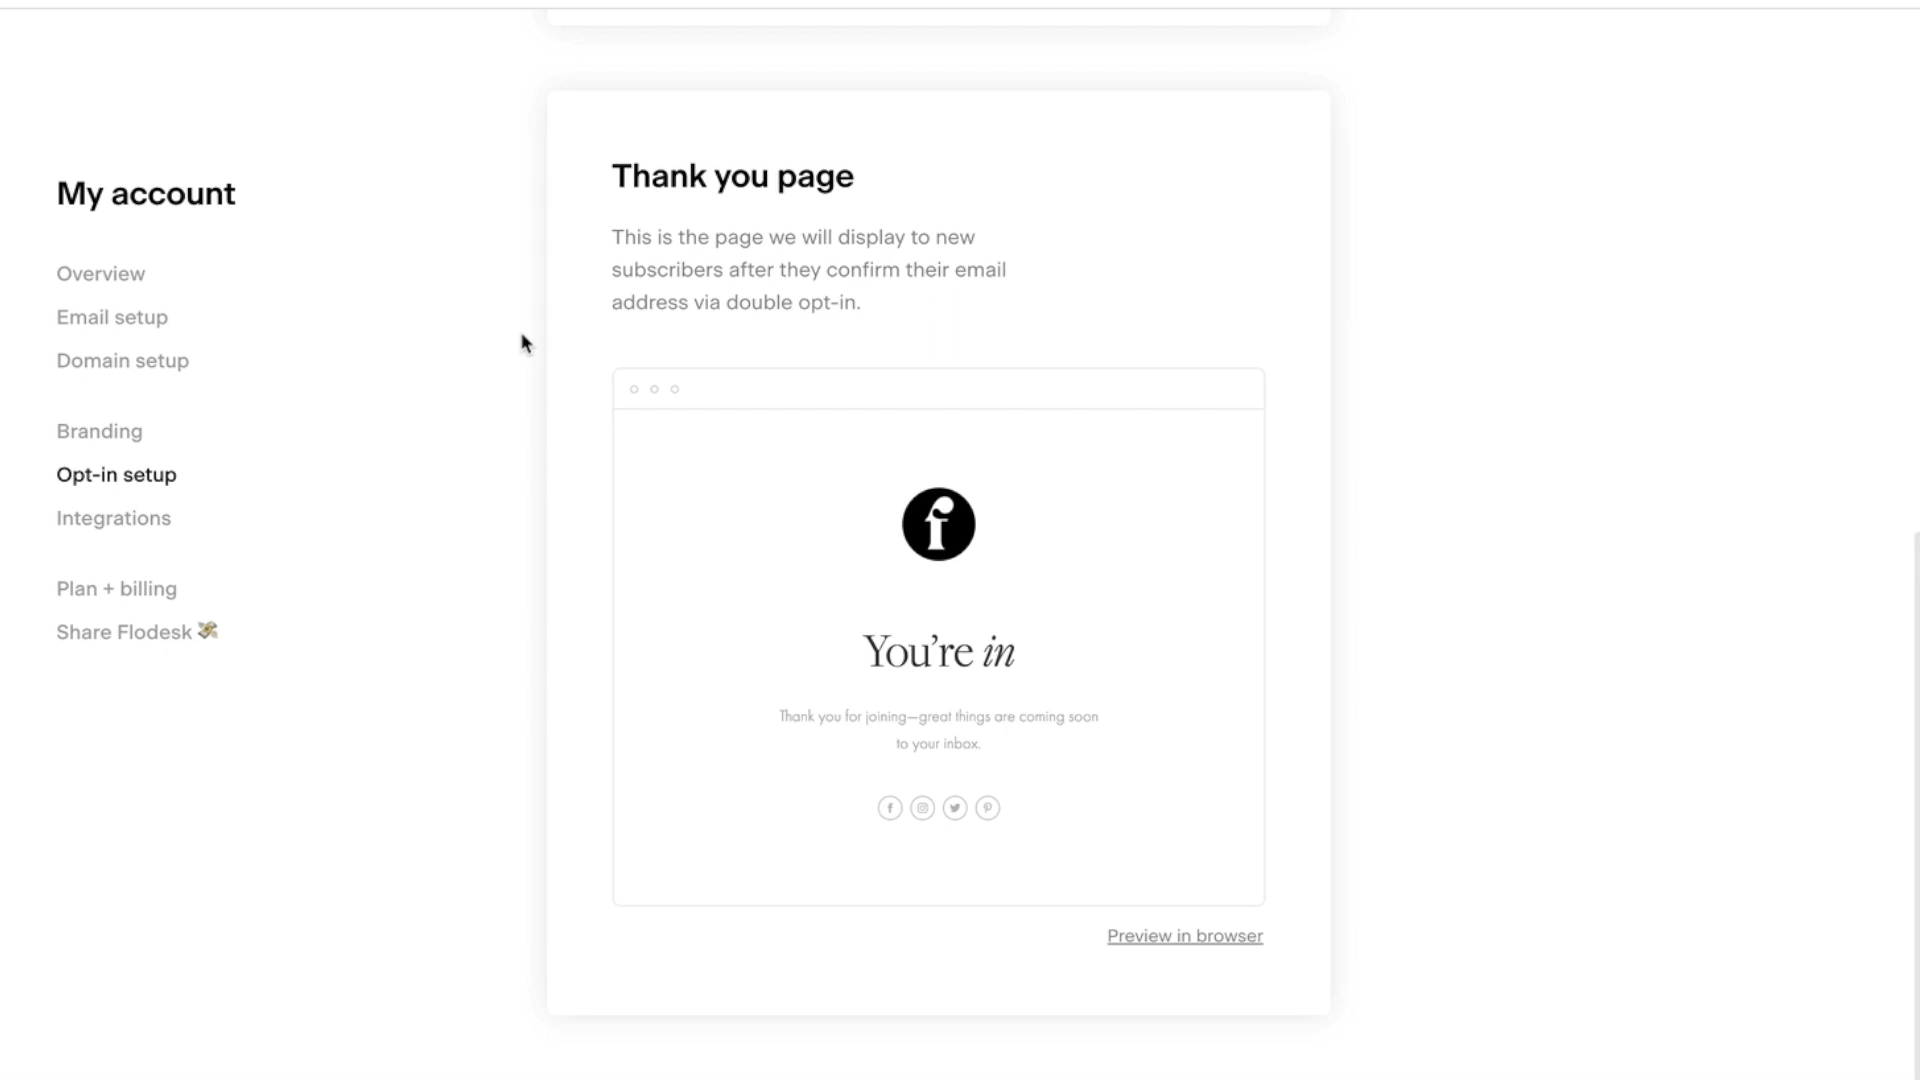 My account
Overview
Email setup
Domain setup
Branding
Opt-in setup
Integrations
Plan + billing
Share Flodesk 💸
Thank you page
This is the page we will display to new
subscribers after they confirm their email
address via double opt-in.
f
You’re in
Thank you for joining—great things are coming soon
to your inbox.
Preview in browser